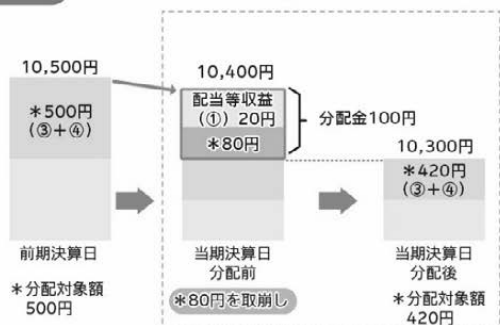 10,500円
*500円
(③+④)
前期決算日
*分配対象額
500円
10,400円
配当等収益
(①) 20円
*80円
分配金100円
当期決算日
分配前
*80円を取崩し
10,300円
*420円
(③+④)
当期決算日
分配後
*分配対象額
420円